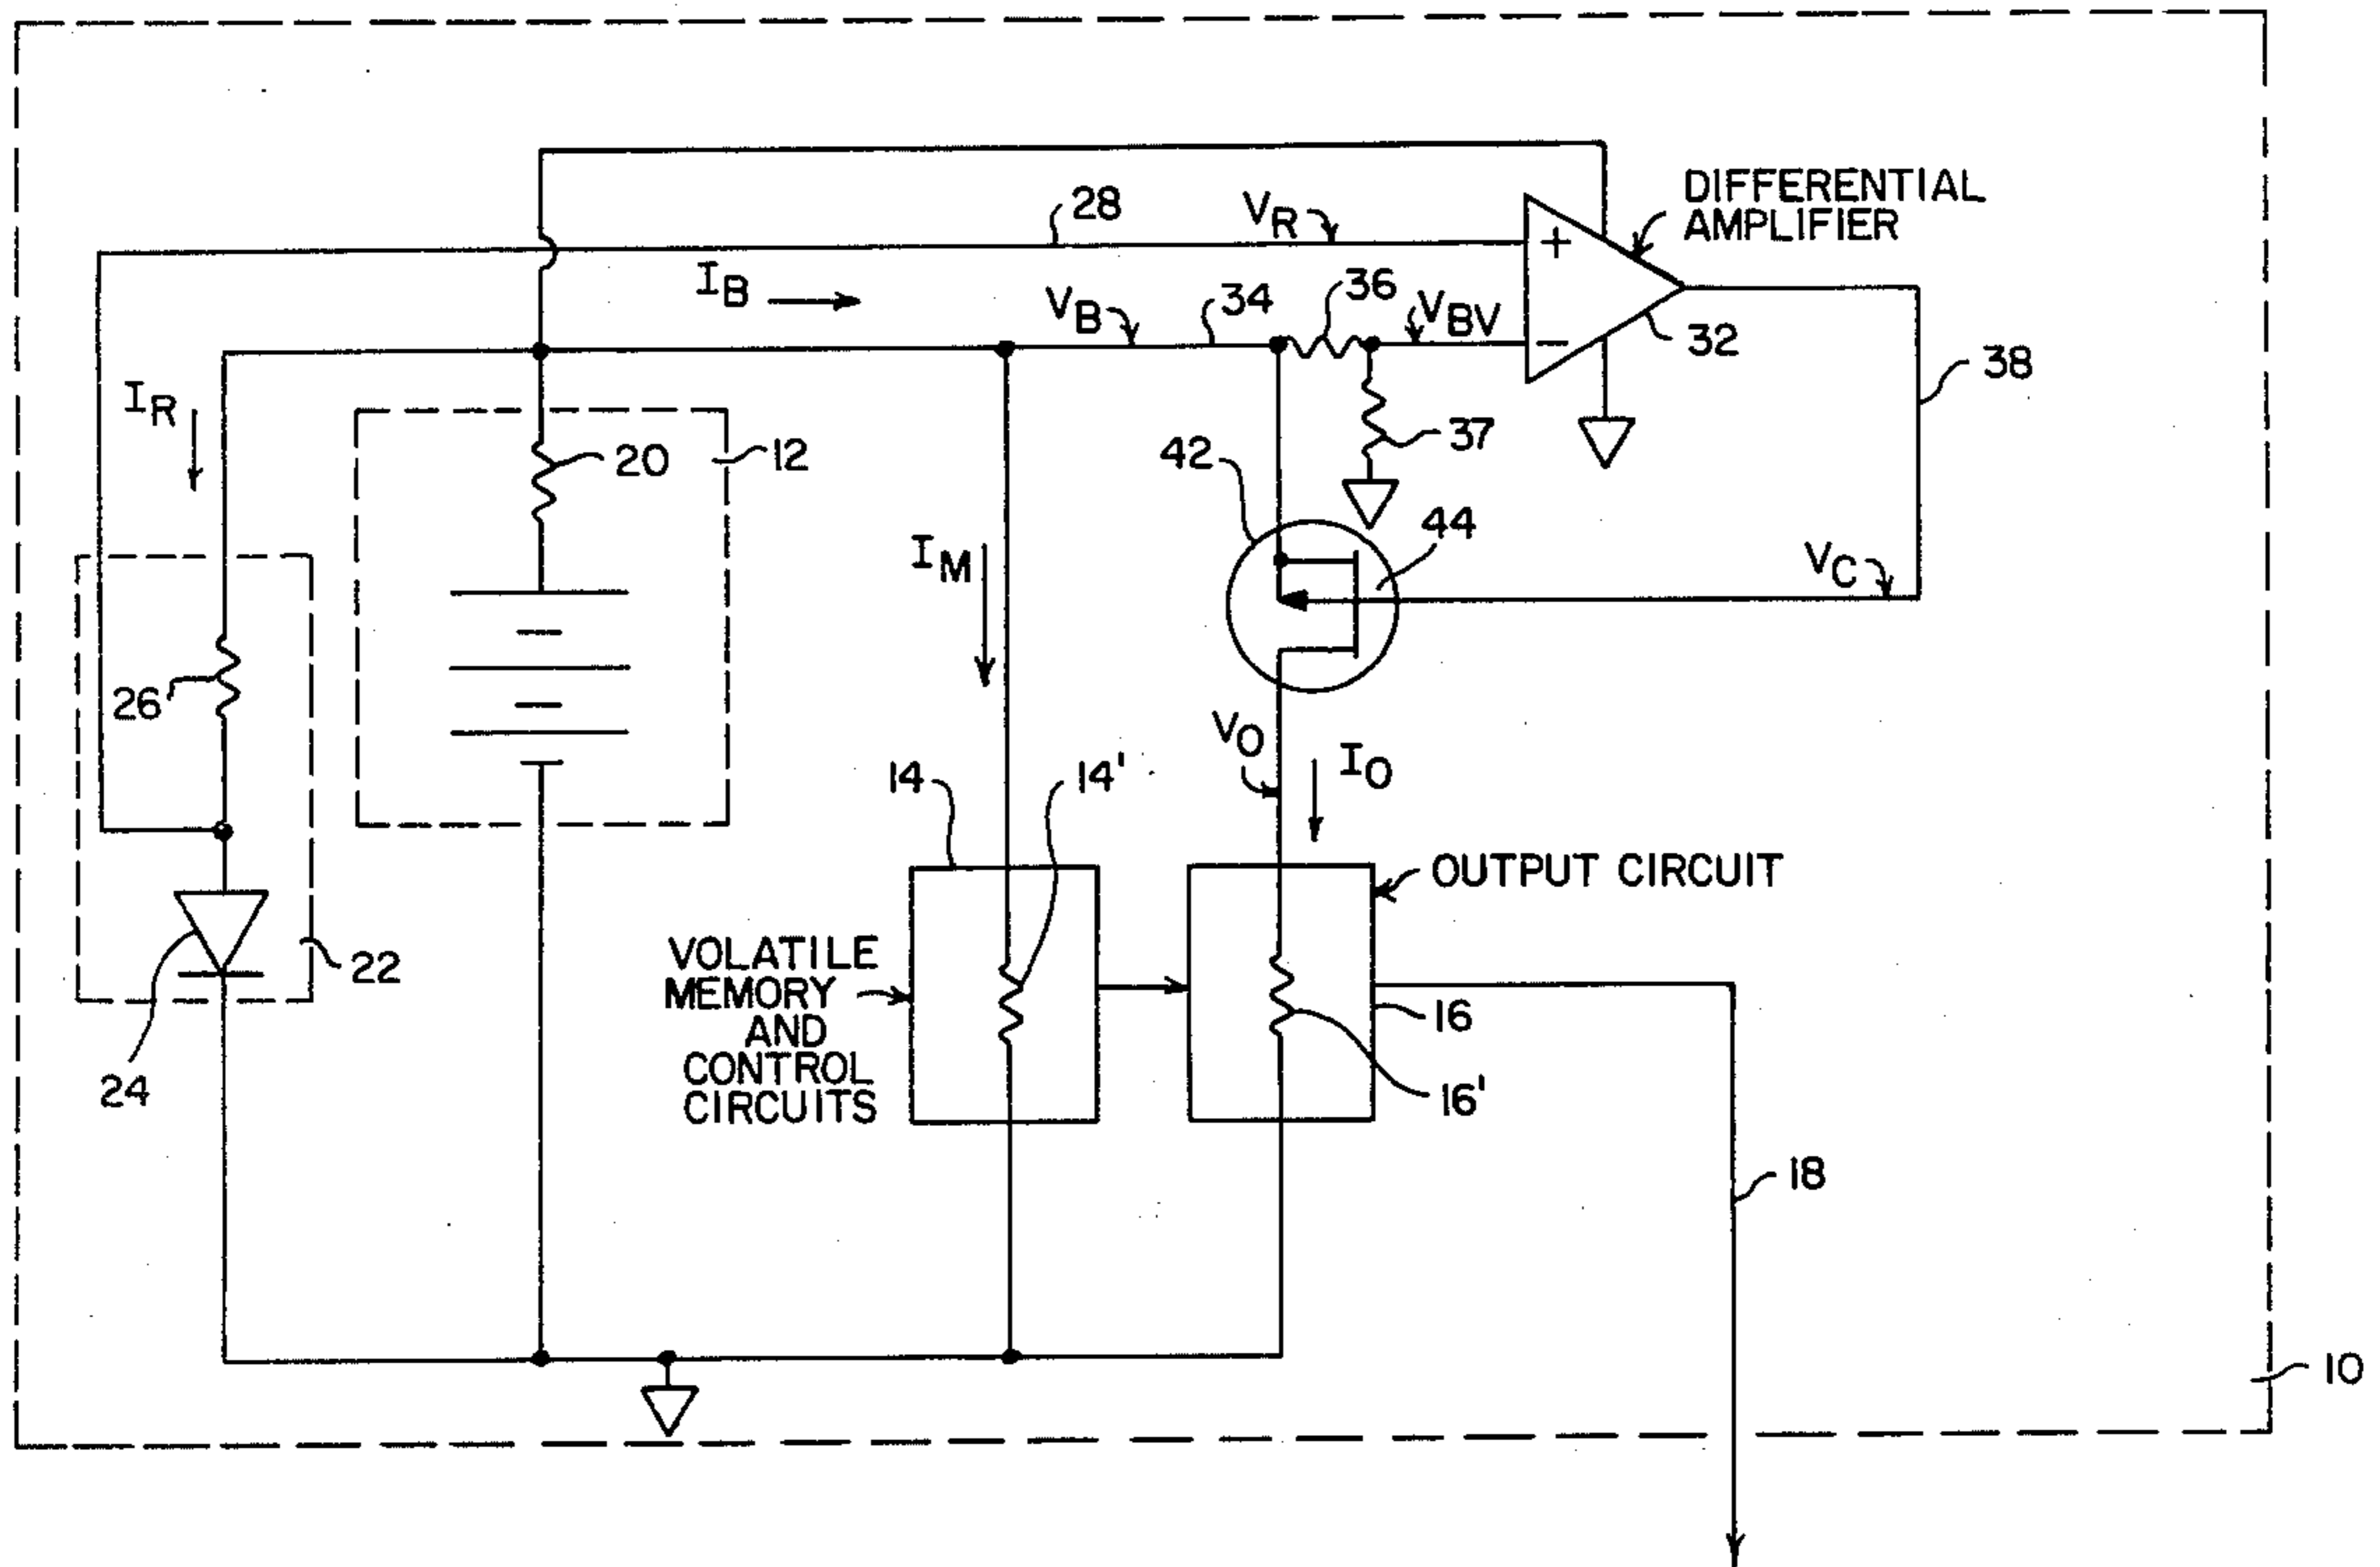 DIFFERENTIAL
AMPLIFIER
28
VR
+
IB
VB
34
36
VBV
−
32
38
IR
20
12
42
37
44
IM
VC
26
VO
IO
14
14'
OUTPUT CIRCUIT
VOLATILE
MEMORY
AND
CONTROL
CIRCUITS
22
24
16
16'
18
10